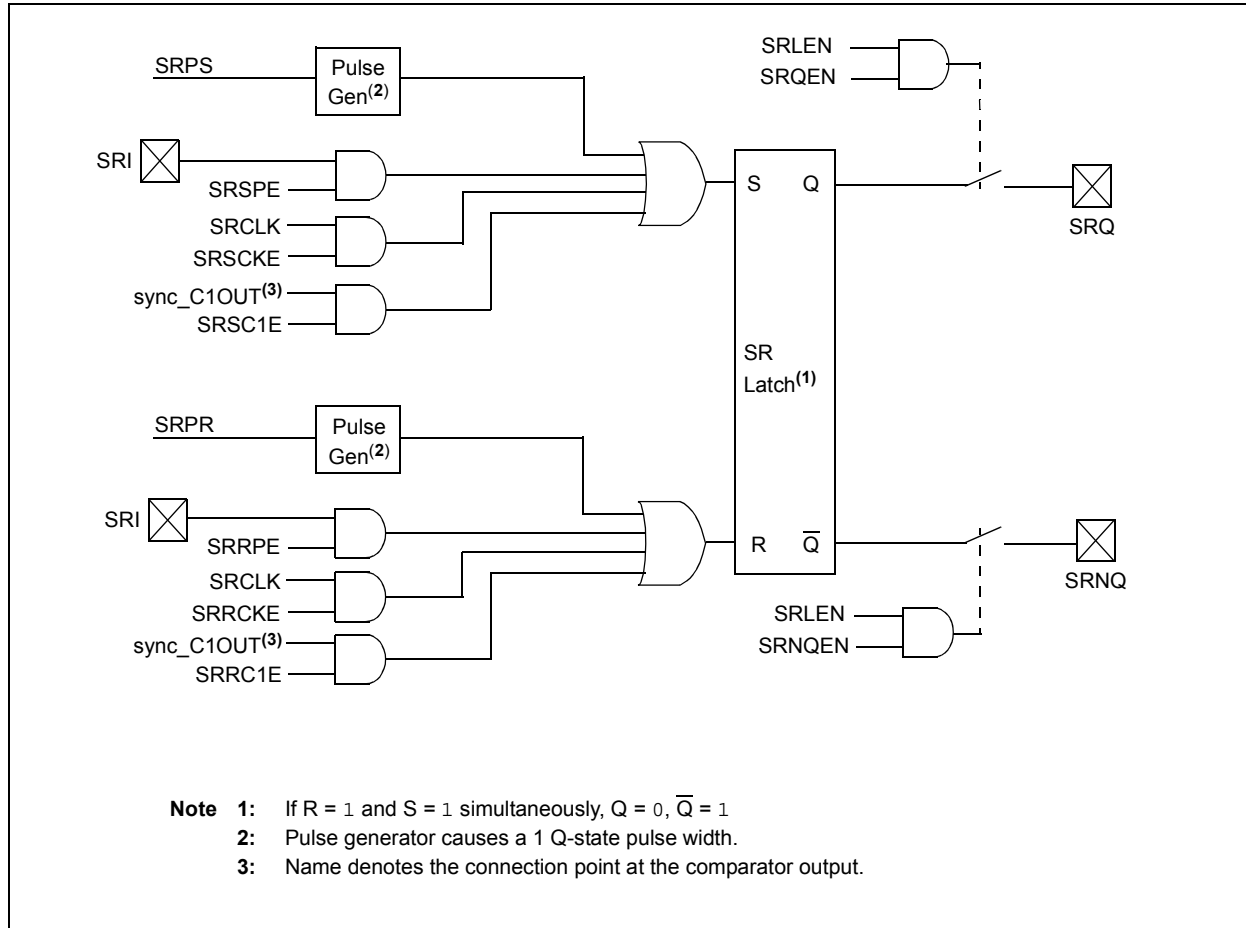 SRPS
Pulse
Gen(2)
SRLEN
SRQEN
SRI
SRSPE
SRCLK
SRSCKE
sync_C1OUT(3)
SRSC1E
S Q
SRQ
SR
Latch(1)
SRPR
Pulse
Gen(2)
SRI
SRRPE
SRCLK
SRRCKE
sync_C1OUT(3)
SRRC1E
R Q̅
SRNQ
SRLEN
SRNQEN
Note 1: If R = 1 and S = 1 simultaneously, Q = 0, Q̅ = 1
2: Pulse generator causes a 1 Q-state pulse width.
3: Name denotes the connection point at the comparator output.